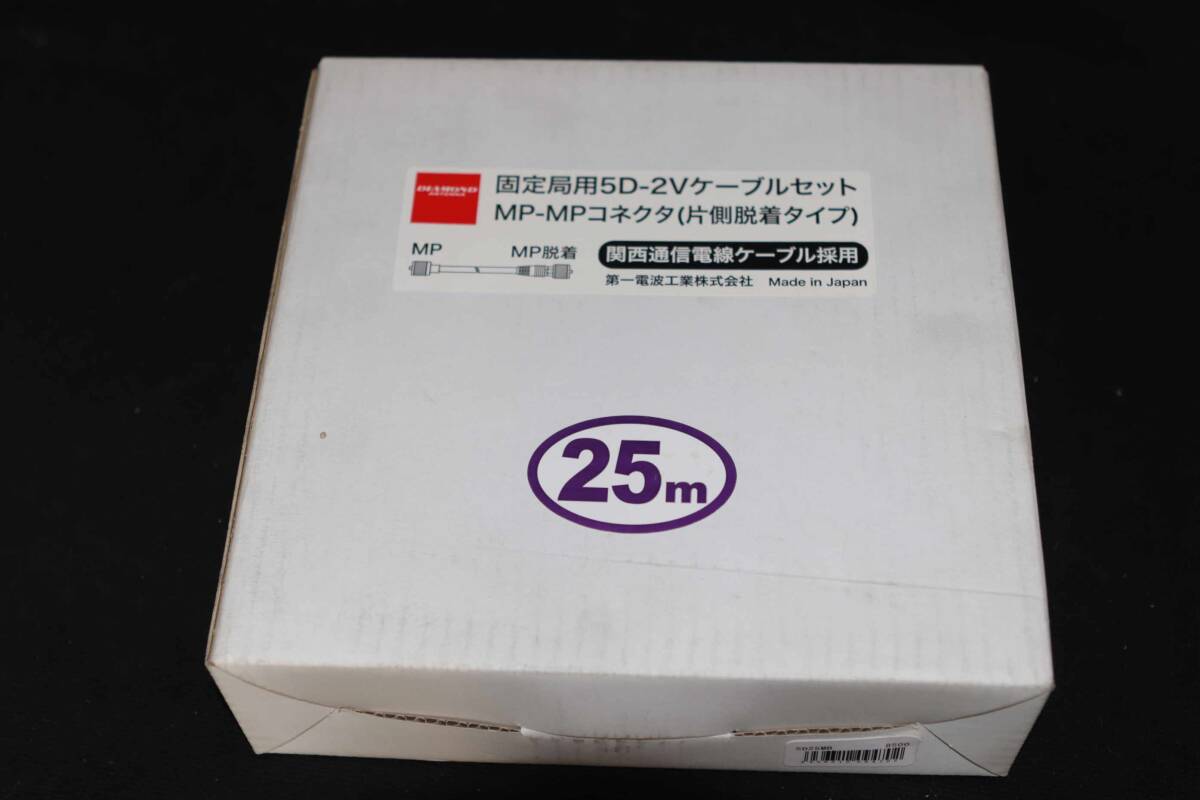 DIAMOND
ANTENNA
固定局用5D-2Vケーブルセット
MP-MPコネクタ(片側脱着タイプ)
MP
MP脱着
関西通信電線ケーブル採用
第一電波工業株式会社 Made in Japan
25m
8500